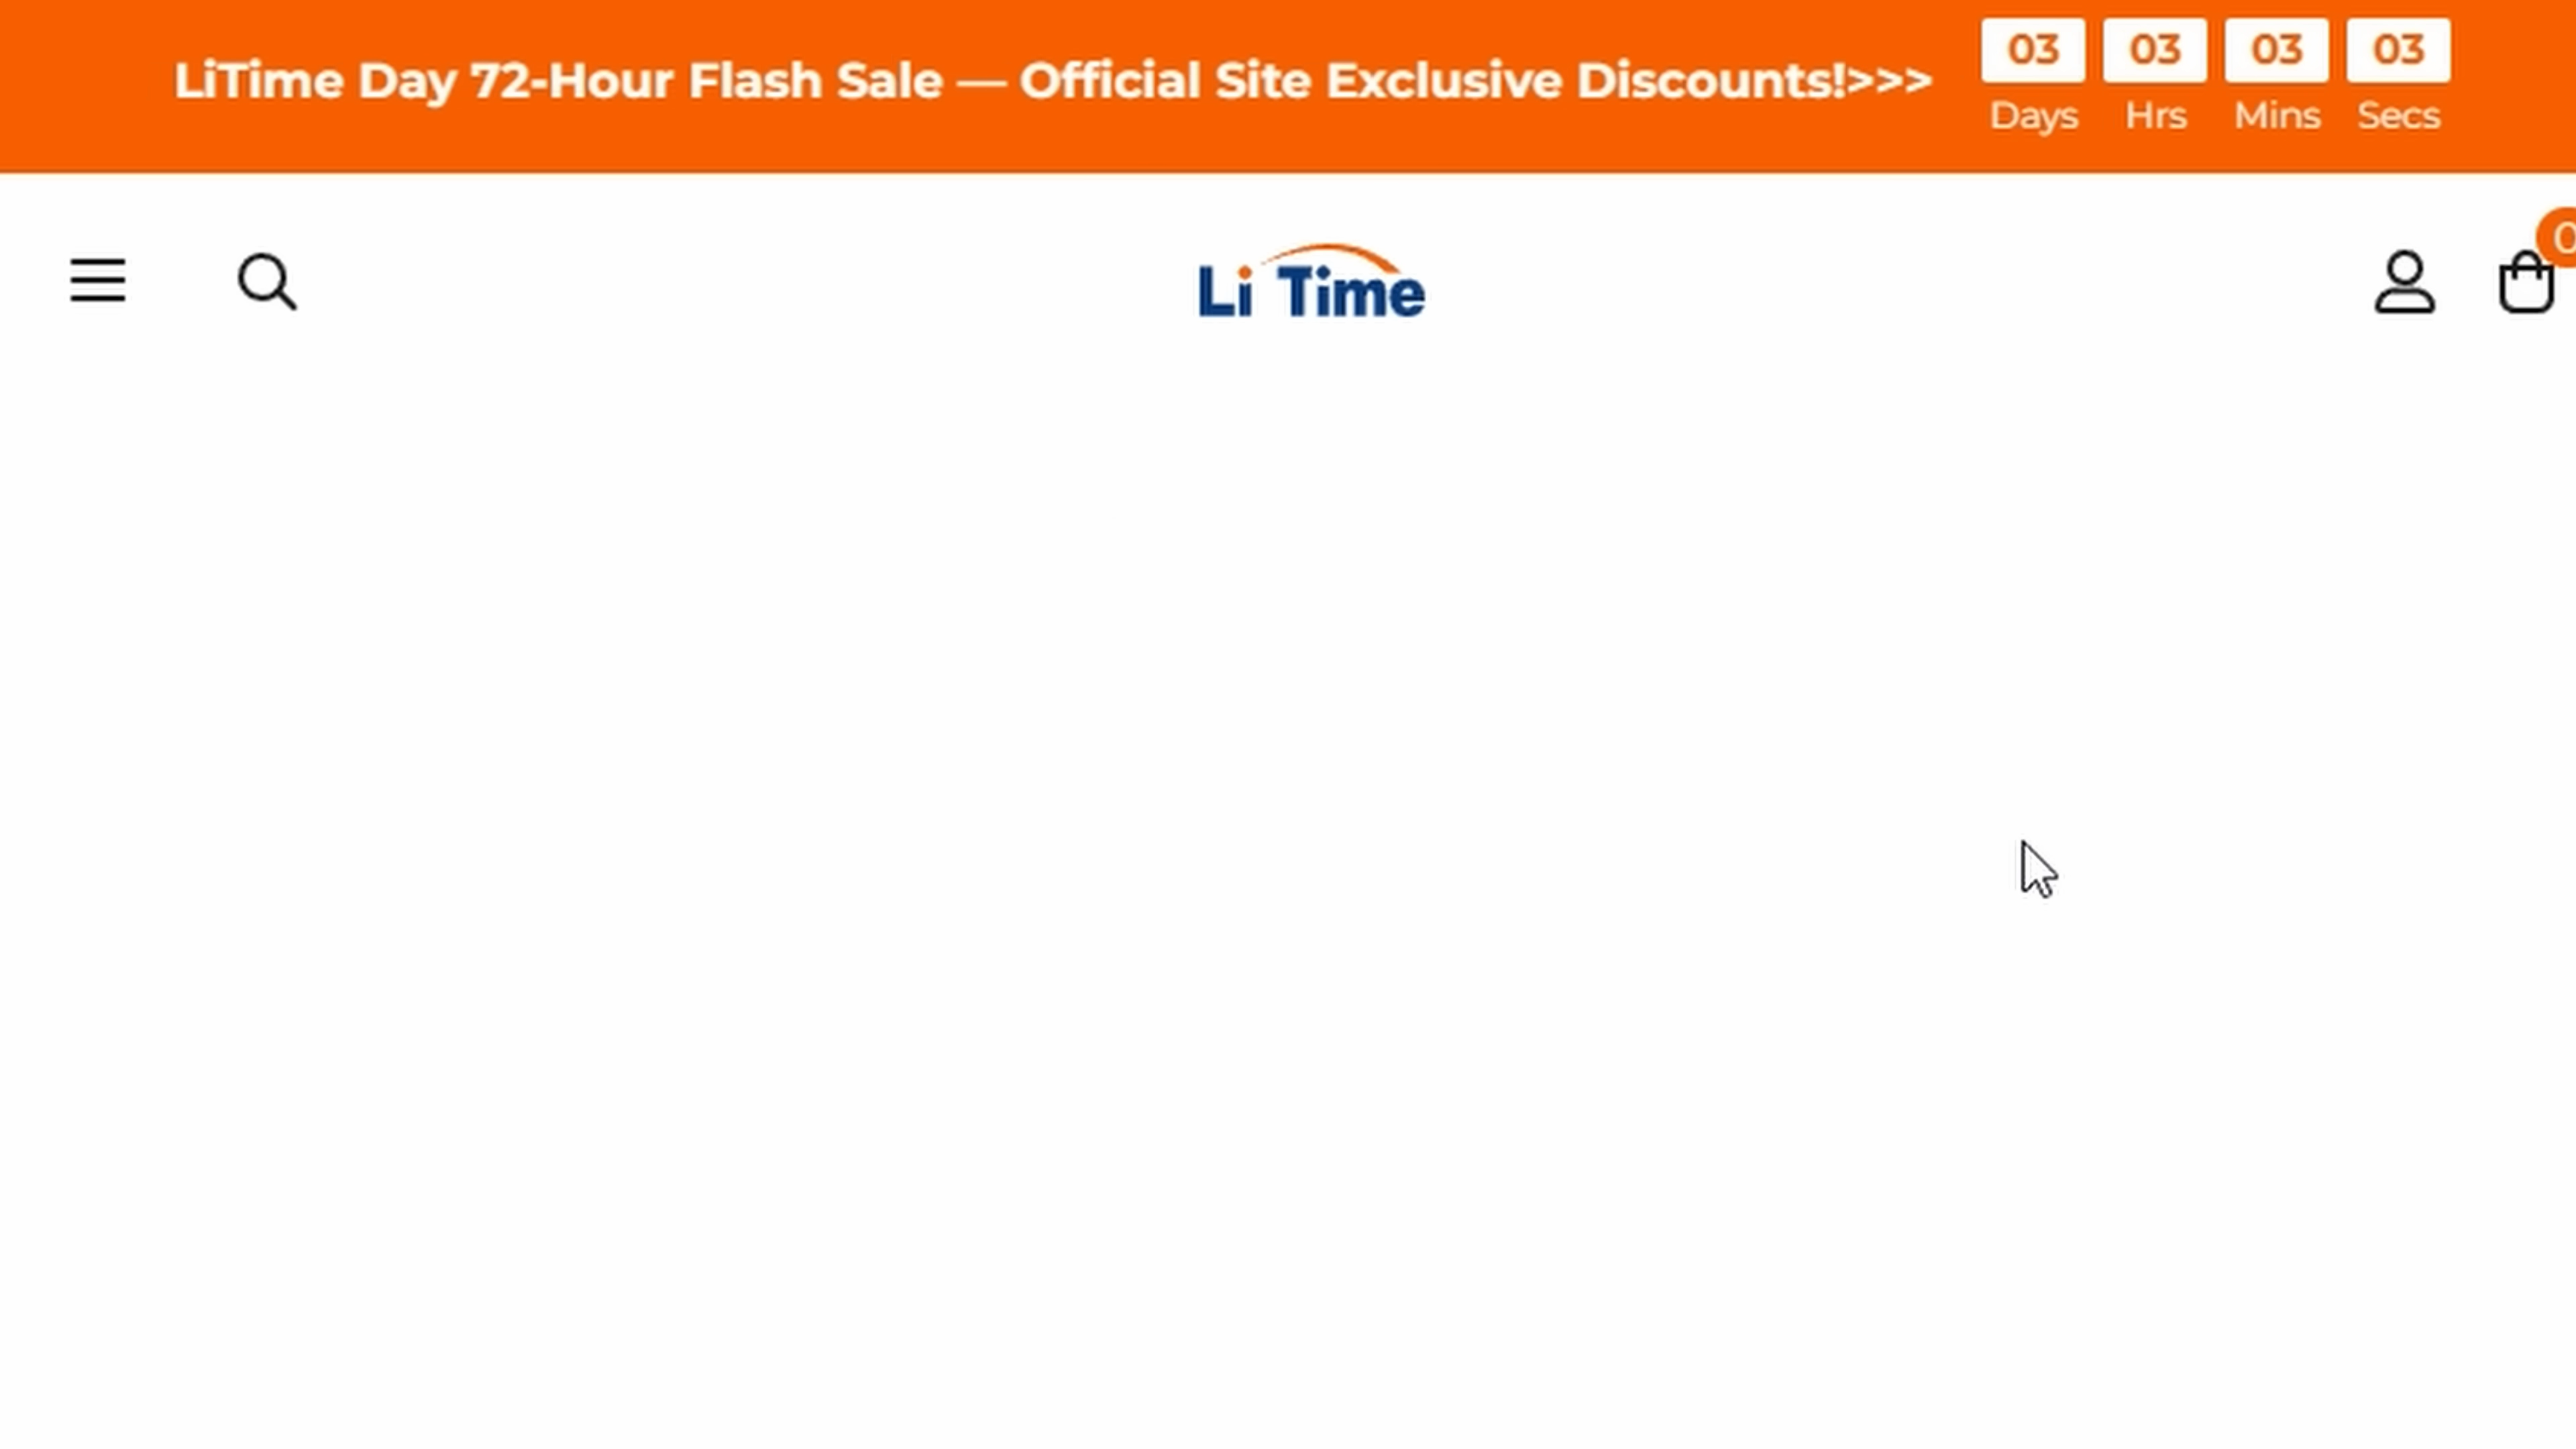 LiTime Day 72-Hour Flash Sale — Official Site Exclusive Discounts!>>>
03 03 03 03
Days Hrs Mins Secs
0
Li Time